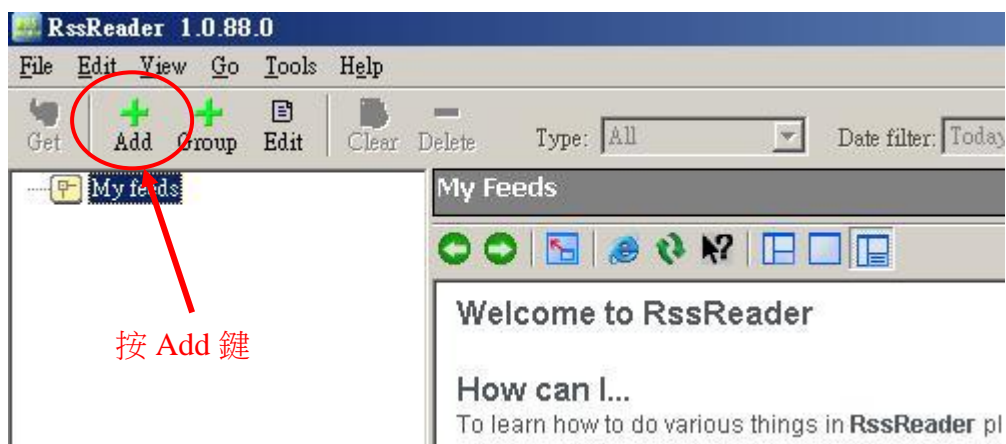 RssReader 1.0.88.0
File Edit View Go Tools Help
Get Add Group Edit Clear Delete Type: All Date filter: Today
My feeds
My Feeds
Welcome to RssReader
按 Add 鍵
How can I...
To learn how to do various things in RssReader pl